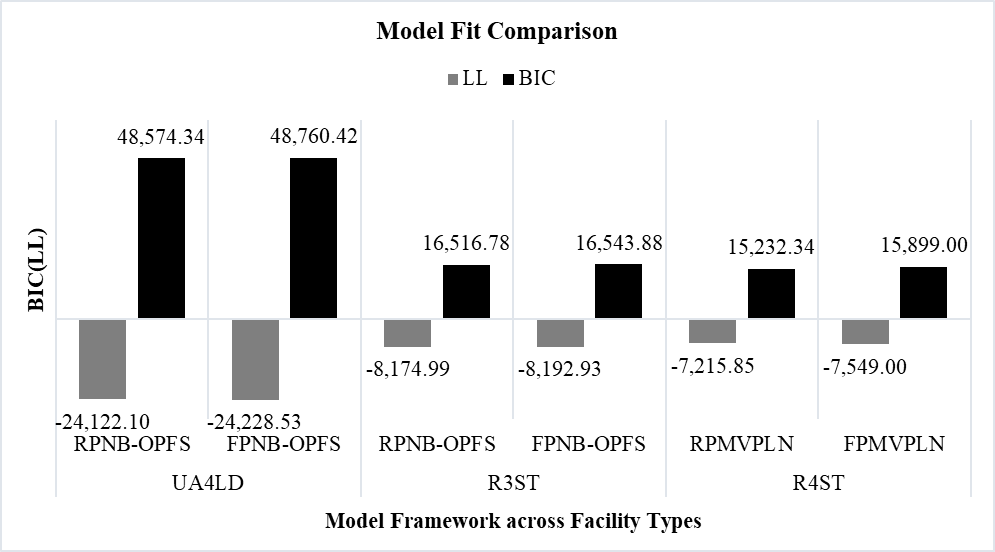 Model Fit Comparison
LL BIC
48,574.34 48,760.42
16,516.78 16,543.88 15,232.34 15,899.00
BIC(LL)
-8,174.99 -8,192.93 -7,215.85 -7,549.00
-24,122.10 -24,228.53
RPNB-OPFS FPNB-OPFS RPNB-OPFS FPNB-OPFS RPMVPLN FPMVPLN
UA4LD R3ST R4ST
Model Framework across Facility Types